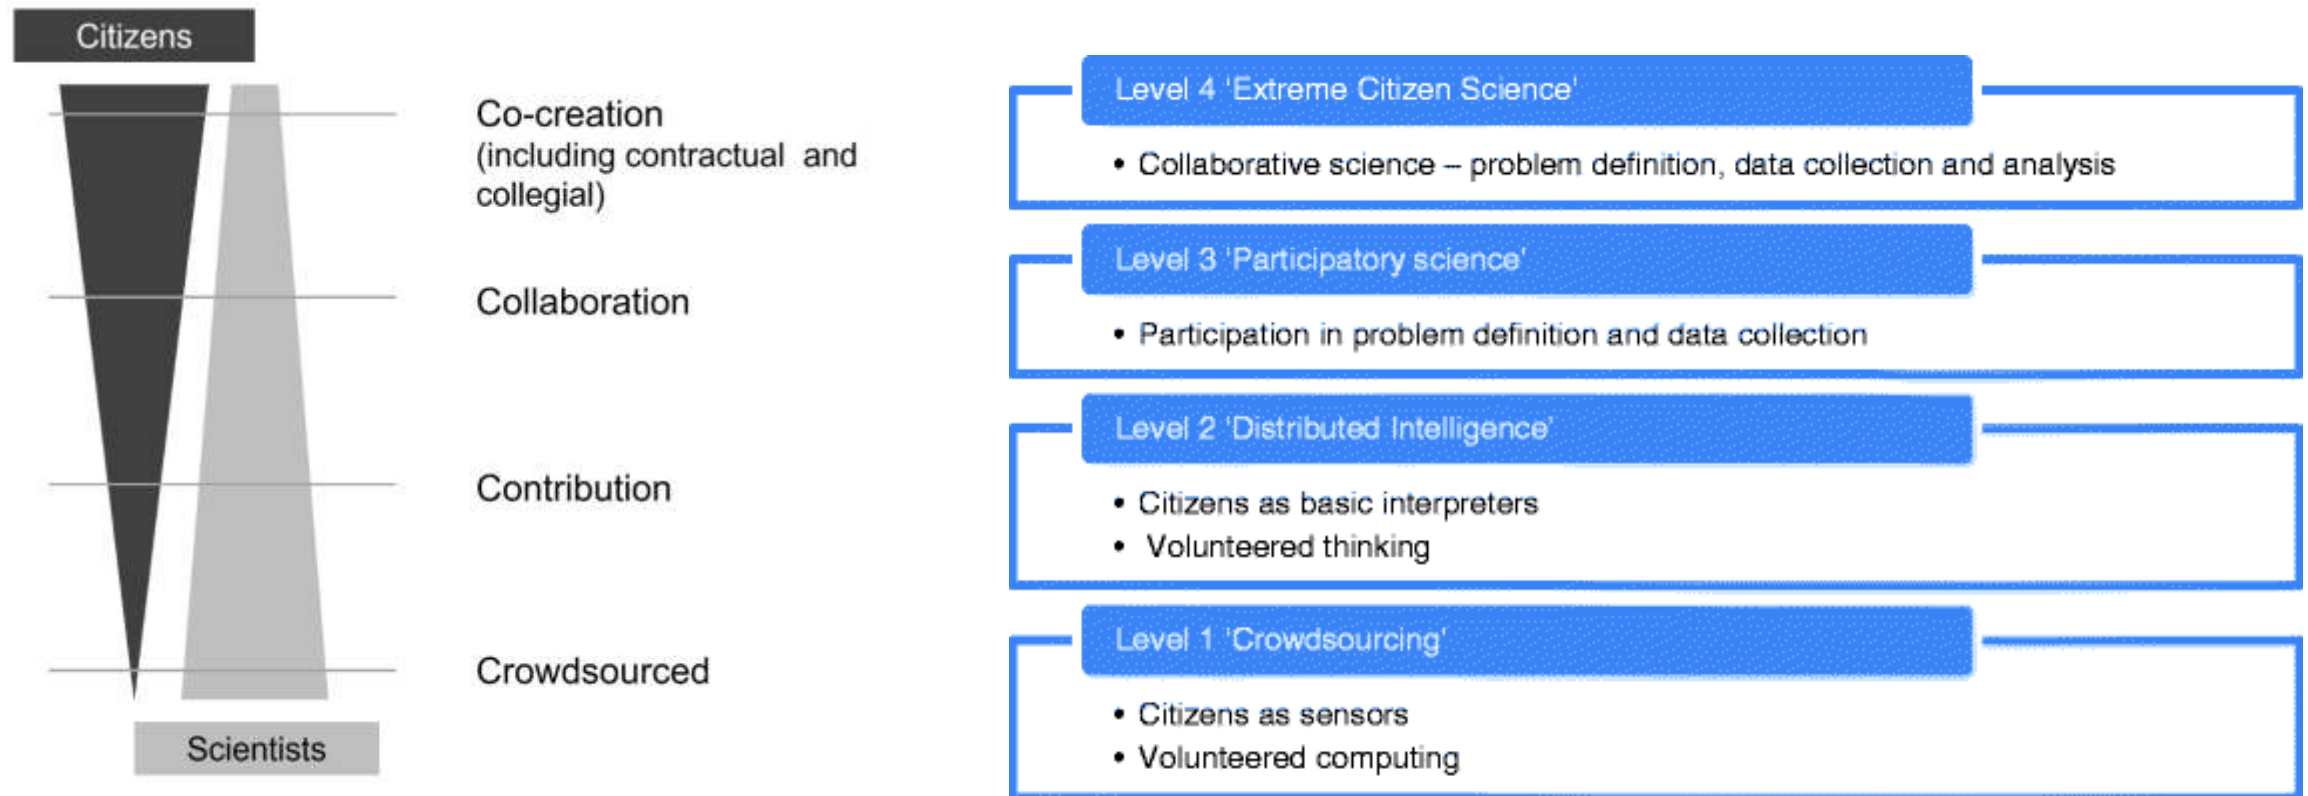 Citizens
Co-creation
(including contractual and
collegial)
Collaboration
Contribution
Crowdsourced
Scientists
Level 4 'Extreme Citizen Science'
• Collaborative science – problem definition, data collection and analysis
Level 3 'Participatory science'
• Participation in problem definition and data collection
Level 2 'Distributed Intelligence'
• Citizens as basic interpreters
• Volunteered thinking
Level 1 'Crowdsourcing'
• Citizens as sensors
• Volunteered computing